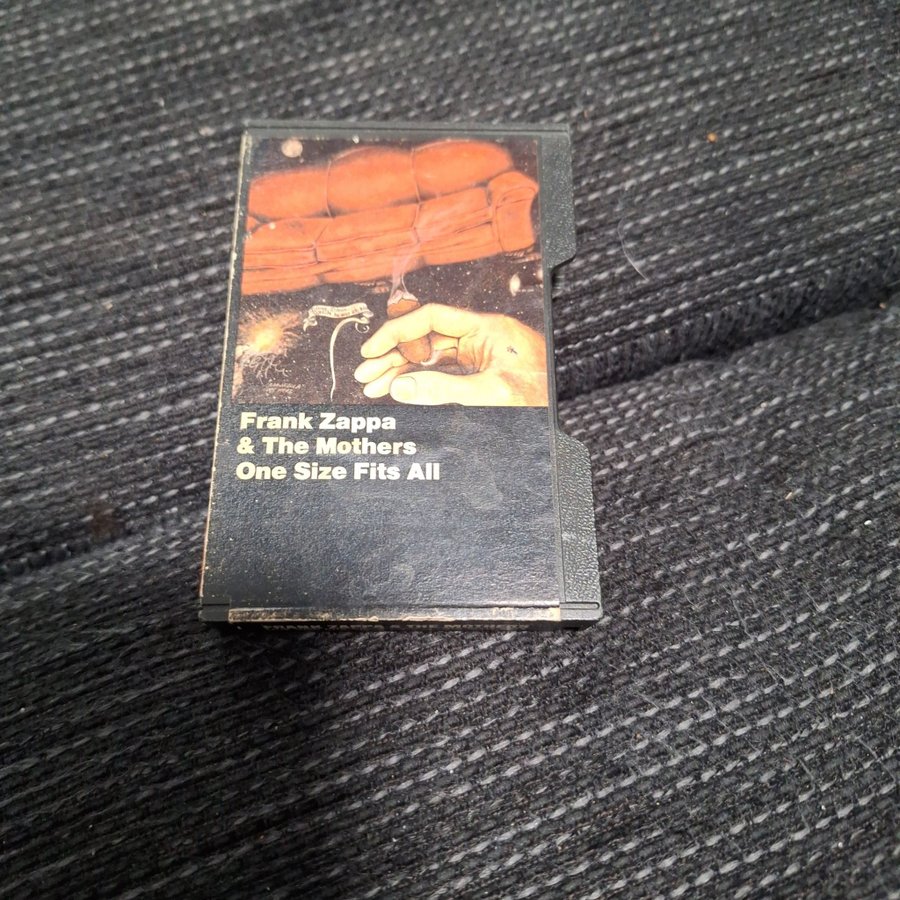 Frank Zappa
& The Mothers
One Size Fits All